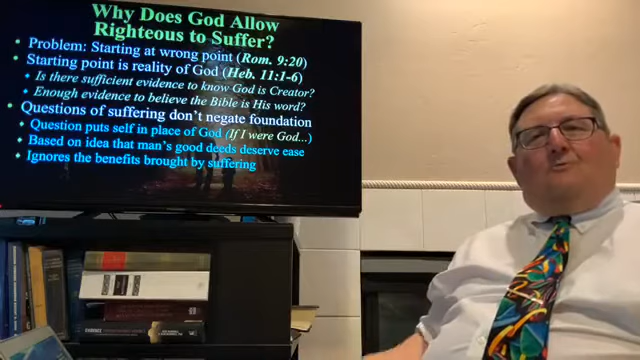 Why Does God Allow
Righteous to Suffer?
• Problem: Starting at wrong point (Rom. 9:20)
• Starting point is reality of God (Heb. 11:1-6)
• Is there sufficient evidence to know God is Creator?
• Enough evidence to believe the Bible is His word?
• Questions of suffering don't negate foundation
• Question puts self in place of God (If I were God...)
• Based on idea that man's good deeds deserve ease
• Ignores the benefits brought by suffering